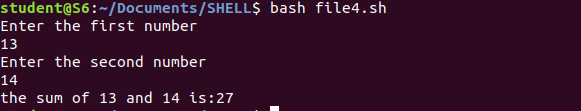 student@S6:~/Documents/SHELL$ bash file4.sh
Enter the first number
13
Enter the second number
14
the sum of 13 and 14 is:27